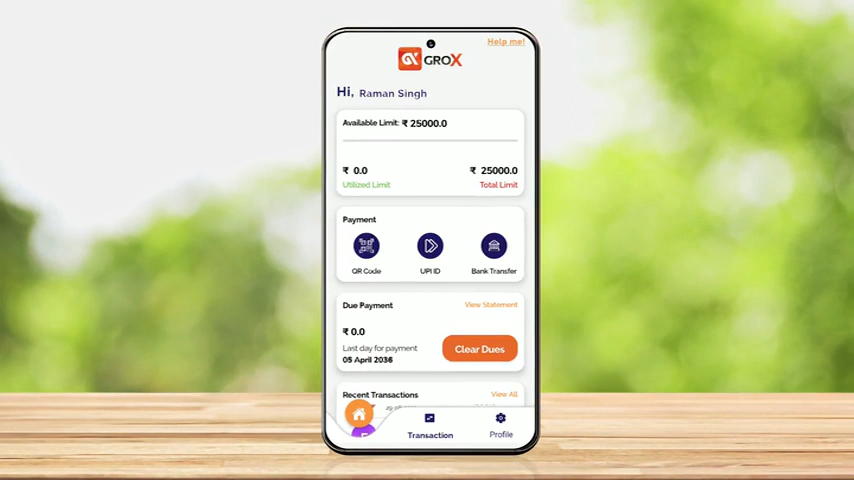 Help me!
GROX
Hi, Raman Singh
Available Limit: ₹ 25000.0
₹ 0.0 ₹ 25000.0
Utilized Limit Total Limit
Payment
QR Code UPI ID Bank Transfer
Due Payment View Statement
₹ 0.0
Last day for payment
05 April 2036
Clear Dues
Recent Transactions View All
Transaction Profile